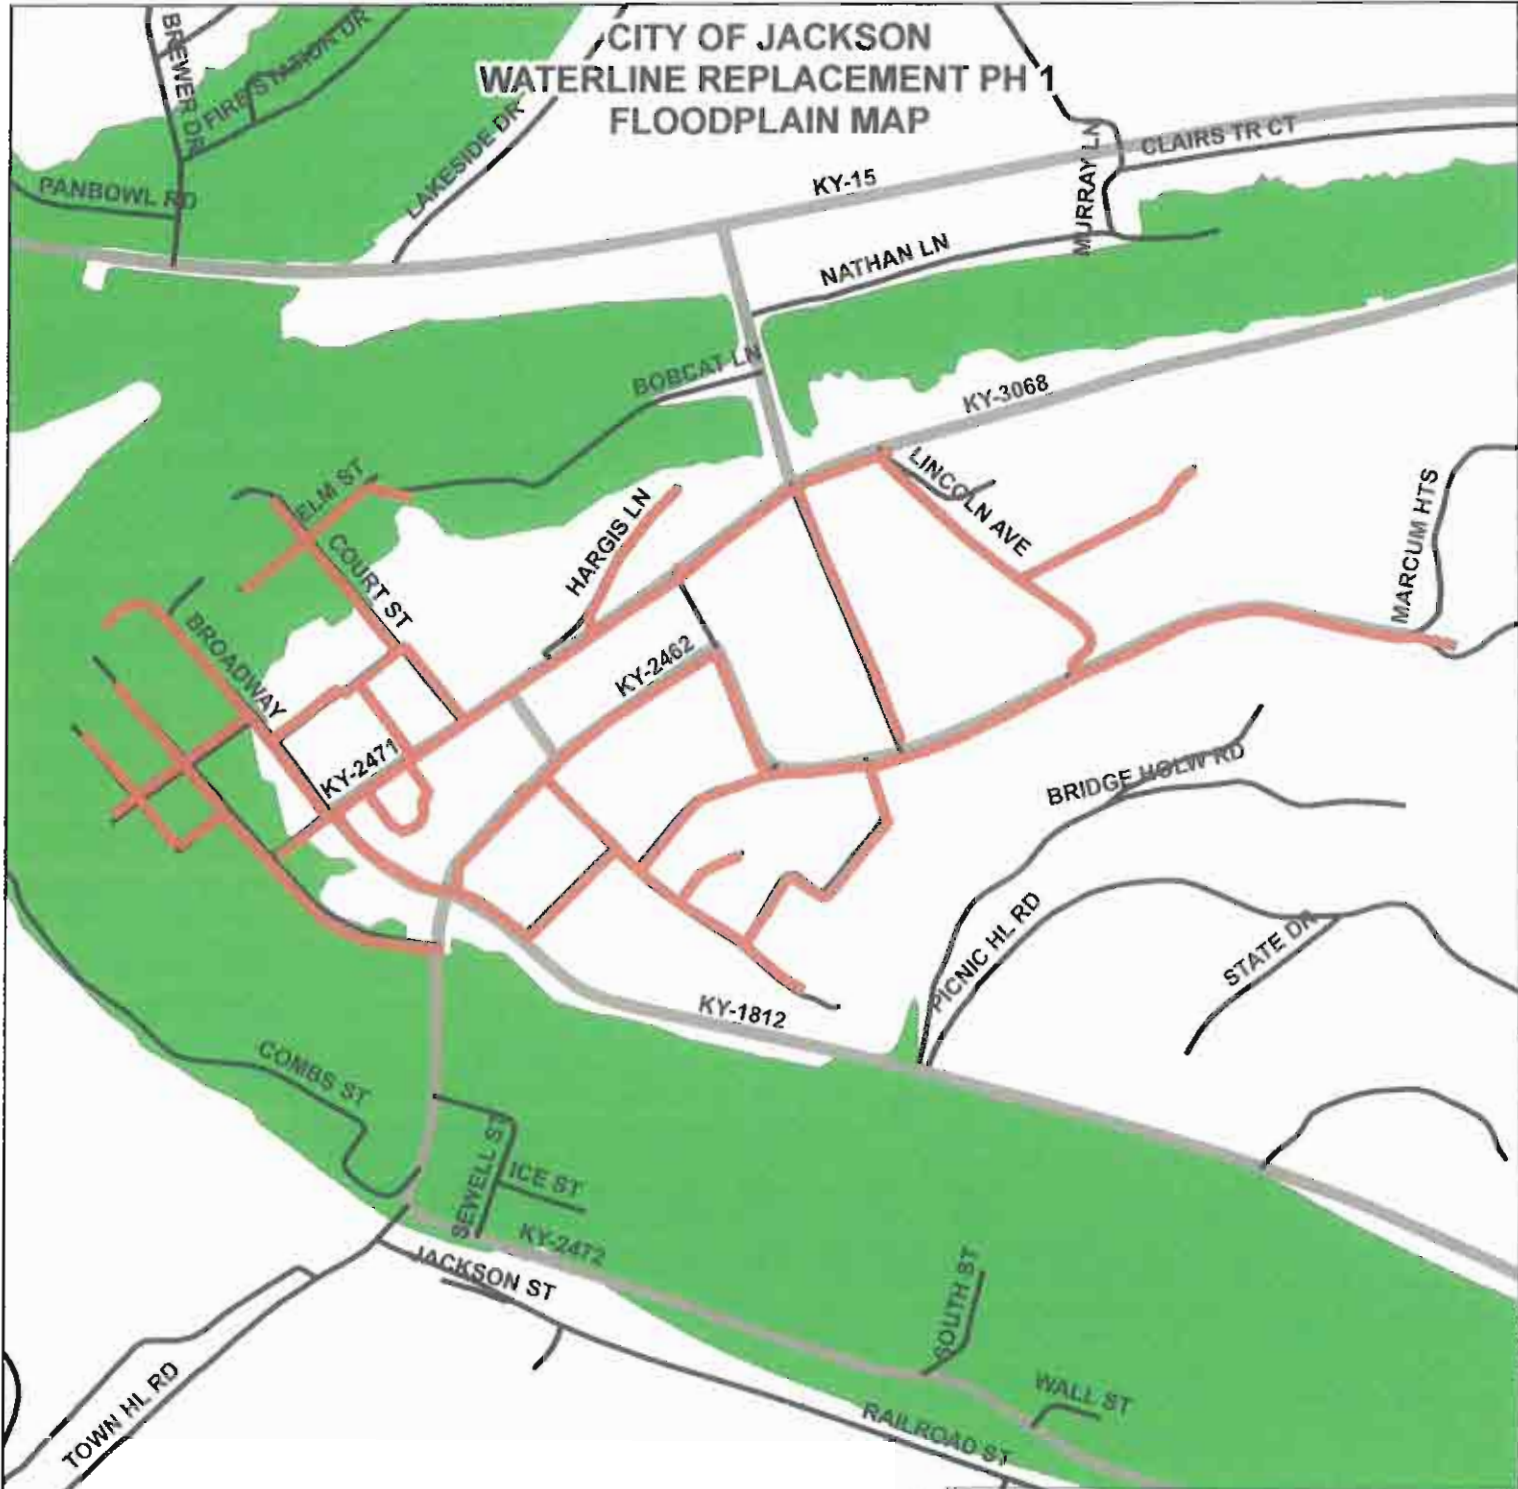 CITY OF JACKSON
WATERLINE REPLACEMENT PH 1
FLOODPLAIN MAP
BREWER DR
FIRE STATION DR
LAKESIDE DR
PANBOWL RD
KY-15
MURRAY LN
CLAIRS TR CT
NATHAN LN
BOBCAT LN
KY-3068
ELM ST
COURT ST
HARGIS LN
LINCOLN AVE
MARCUM HTS
BROADWAY
KY-2462
KY-2471
BRIDGE HOLW RD
PICNIC HL RD
STATE DR
KY-1812
COMBS ST
SEWELL ST
ICE ST
KY-2472
JACKSON ST
SOUTH ST
WALL ST
TOWN HL RD
RAILROAD ST